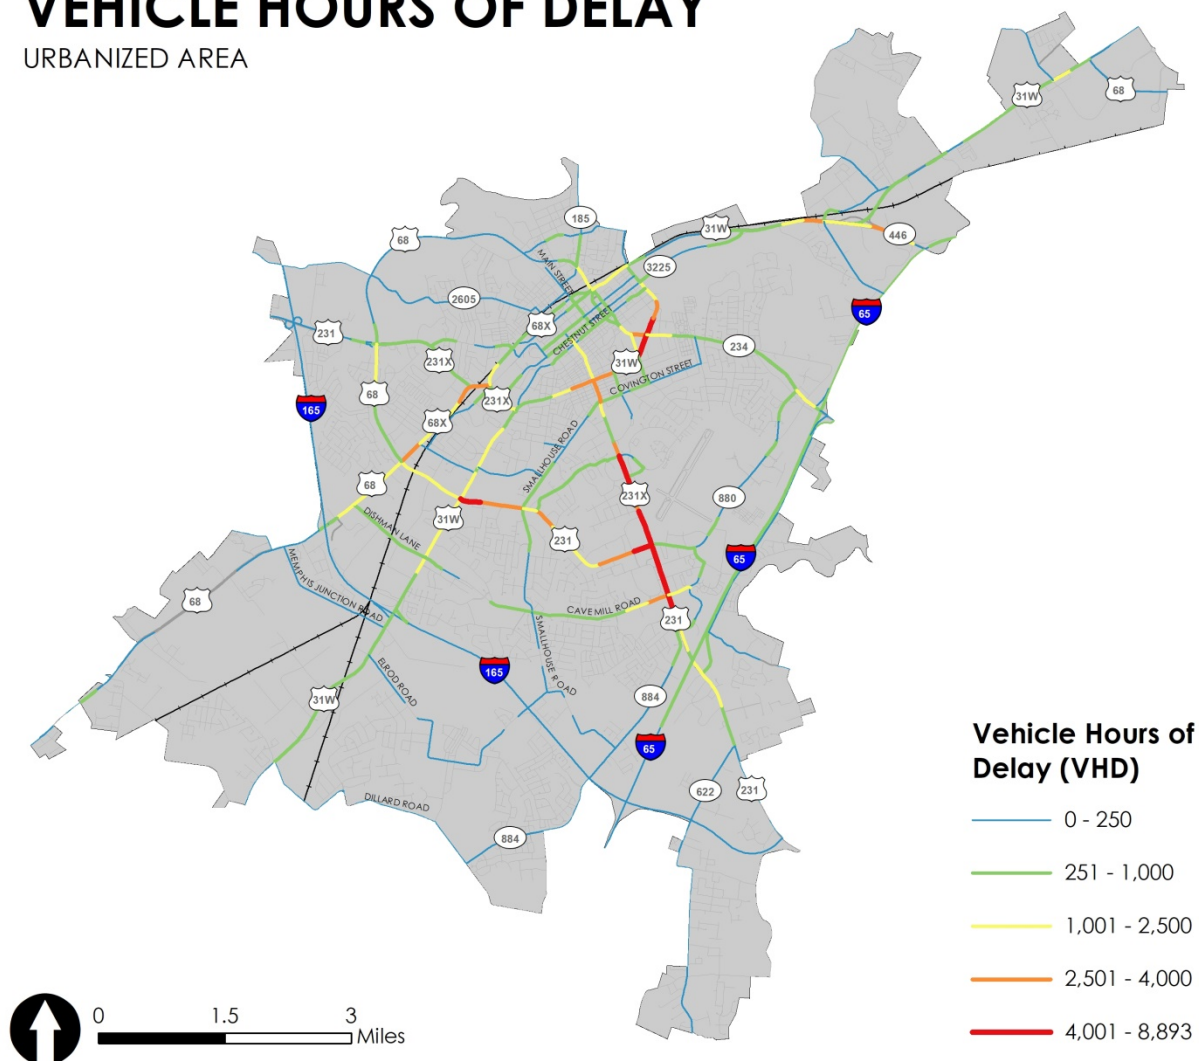 VEHICLE HOURS OF DELAY
URBANIZED AREA
31W
68
185
68
31W
446
3225
2605
MAIN STREET
65
231
68X
CHESTNUT STREET
234
231X
31W
COVINGTON STREET
68
231X
165
68X
SMALLHOUSE ROAD
68
231X
880
31W
DISHMAN LANE
231
65
MEMPHIS JUNCTION ROAD
68
CAVE MILL ROAD
231
SMALLHOUSE ROAD
165
ELROD ROAD
31W
884
65
622
231
DILLARD ROAD
884
Vehicle Hours of
Delay (VHD)
0 - 250
251 - 1,000
1,001 - 2,500
2,501 - 4,000
4,001 - 8,893
0 1.5 3
Miles